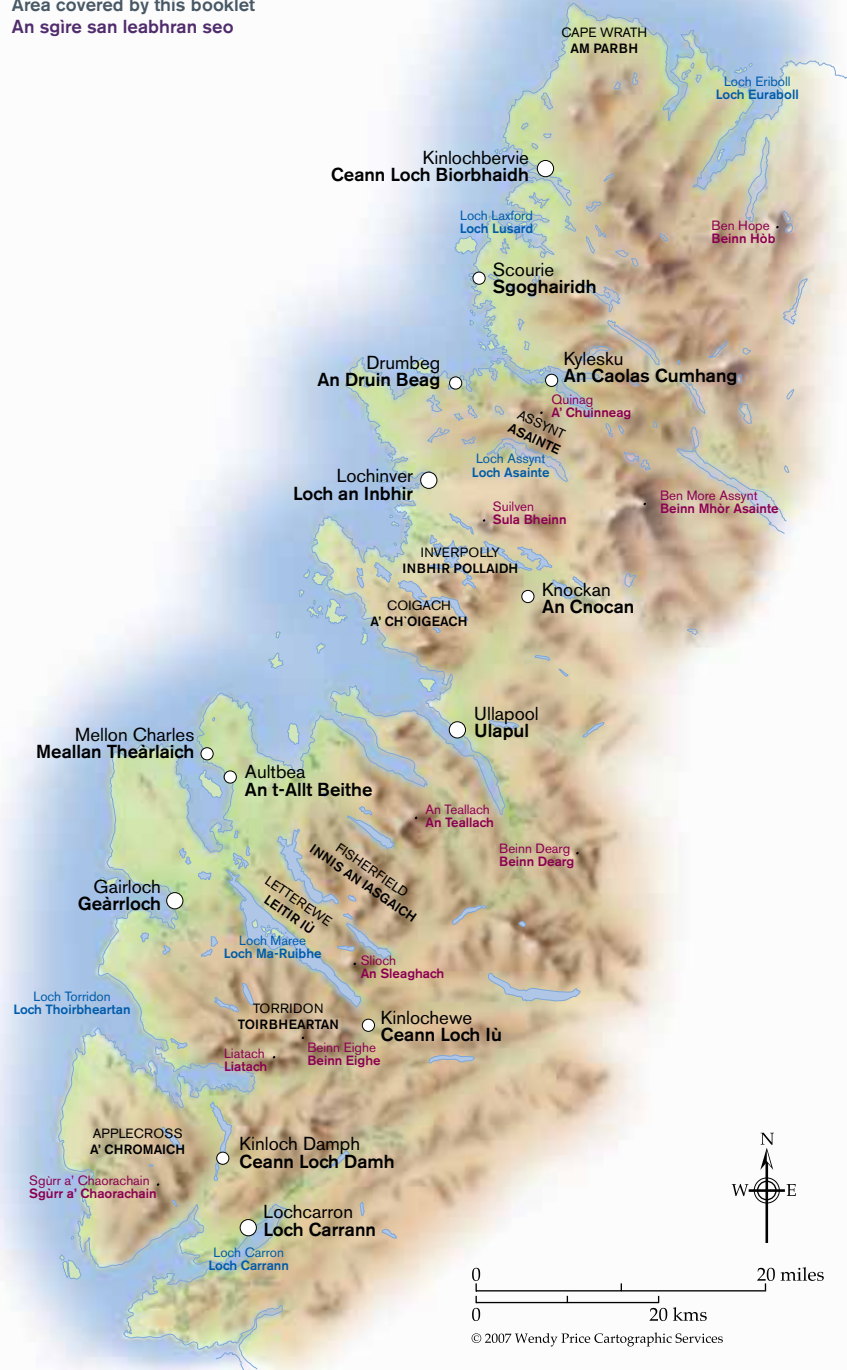 Area covered by this booklet
An sgìre san leabhran seo
CAPE WRATH
AM PARBH
Loch Eriboll
Loch Euraboll
Kinlochbervie
Ceann Loch Biorbhaidh
Loch Laxford
Loch Lusard
Ben Hope
Beinn Hòb
Scourie
Sgoghairidh
Drumbeg
An Druin Beag
Kylesku
An Caolas Cumhang
Quinag
A' Chuinneag
ASSYNT
ASAINTE
Loch Assynt
Loch Asainte
Lochinver
Loch an Inbhir
Ben More Assynt
Beinn Mhòr Asainte
Suilven
Sula Bheinn
INVERPOLLY
INBHIR POLLAIDH
Knockan
An Cnocan
COIGACH
A' CH`OIGEACH
Ullapool
Ulapul
Mellon Charles
Meallan Theàrlaich
Aultbea
An t-Allt Beithe
An Teallach
An Teallach
Beinn Dearg
Beinn Dearg
FISHERFIELD
INNIS AN IASGAICH
LETTEREWE
LEITIR IÙ
Gairloch
Geàrrloch
Loch Maree
Loch Ma-Ruibhe
Slioch
An Sleaghach
Loch Torridon
Loch Thoirbheartan
TORRIDON
TOIRBHEARTAN
Kinlochewe
Ceann Loch Iù
Liatach
Liatach
Beinn Eighe
Beinn Eighe
APPLECROSS
A' CHROMAICH
Kinloch Damph
Ceann Loch Damh
Sgùrr a' Chaorachain
Sgùrr a' Chaorachain
Lochcarron
Loch Carrann
Loch Carron
Loch Carrann
N
W E
0 20 miles
0 20 kms
© 2007 Wendy Price Cartographic Services